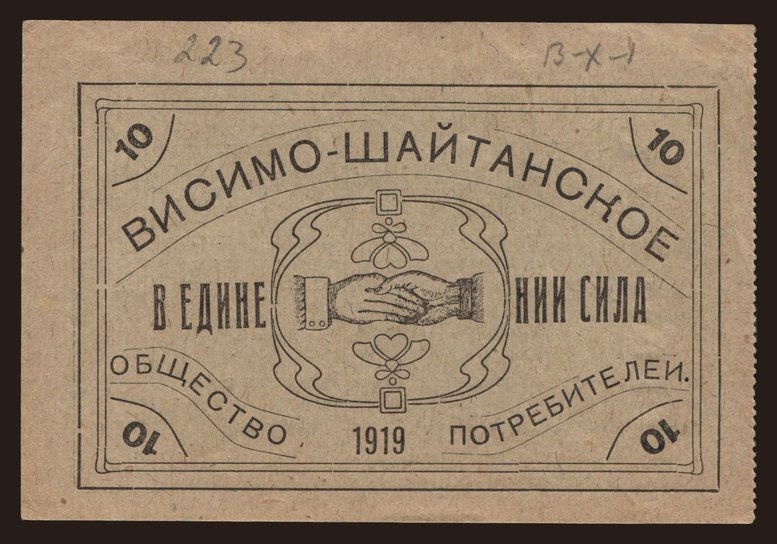 223 В-X-1
10 10
ВИСИМО-ШАЙТАНСКОЕ
В ЕДИНЕ НИИ СИЛА
ОБЩЕСТВО ПОТРЕБИТЕЛЕЙ.
10 1919 10